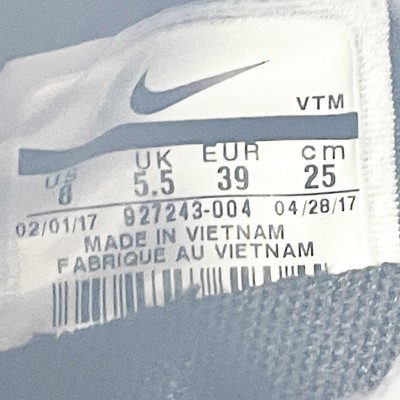 VTM
US UK EUR cm
8 5.5 39 25
02/01/17 927243-004 04/28/17
MADE IN VIETNAM
FABRIQUE AU VIETNAM